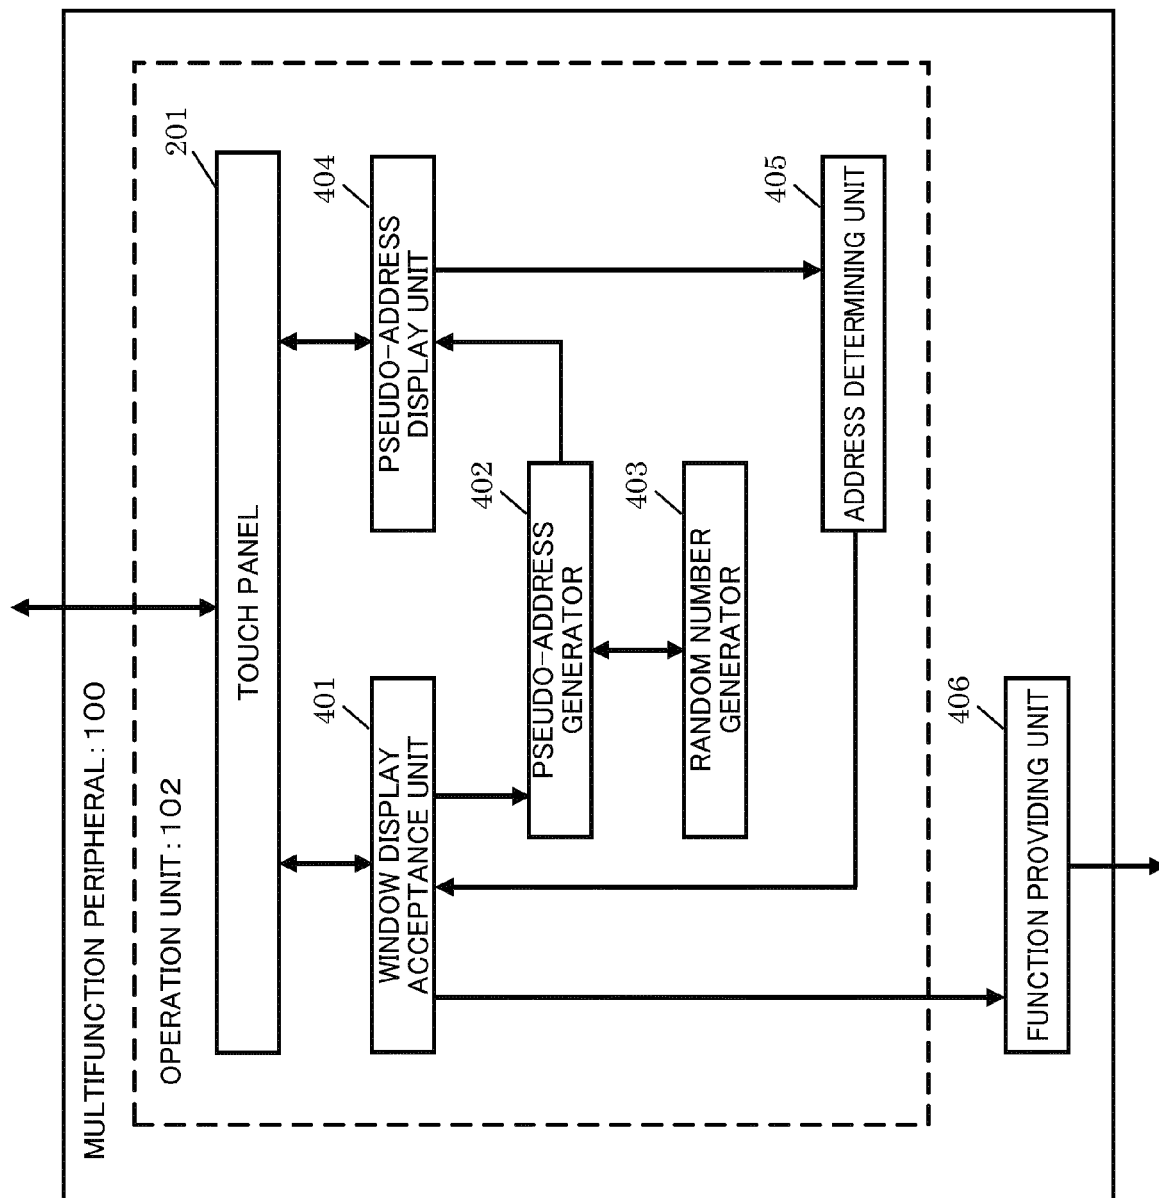 MULTIFUNCTION PERIPHERAL:100
OPERATION UNIT:102
201
TOUCH PANEL
401
WINDOW DISPLAY
ACCEPTANCE UNIT
404
PSEUDO-ADDRESS
DISPLAY UNIT
402
PSEUDO-ADDRESS
GENERATOR
403
RANDOM NUMBER
GENERATOR
405
ADDRESS DETERMINING UNIT
406
FUNCTION PROVIDING UNIT